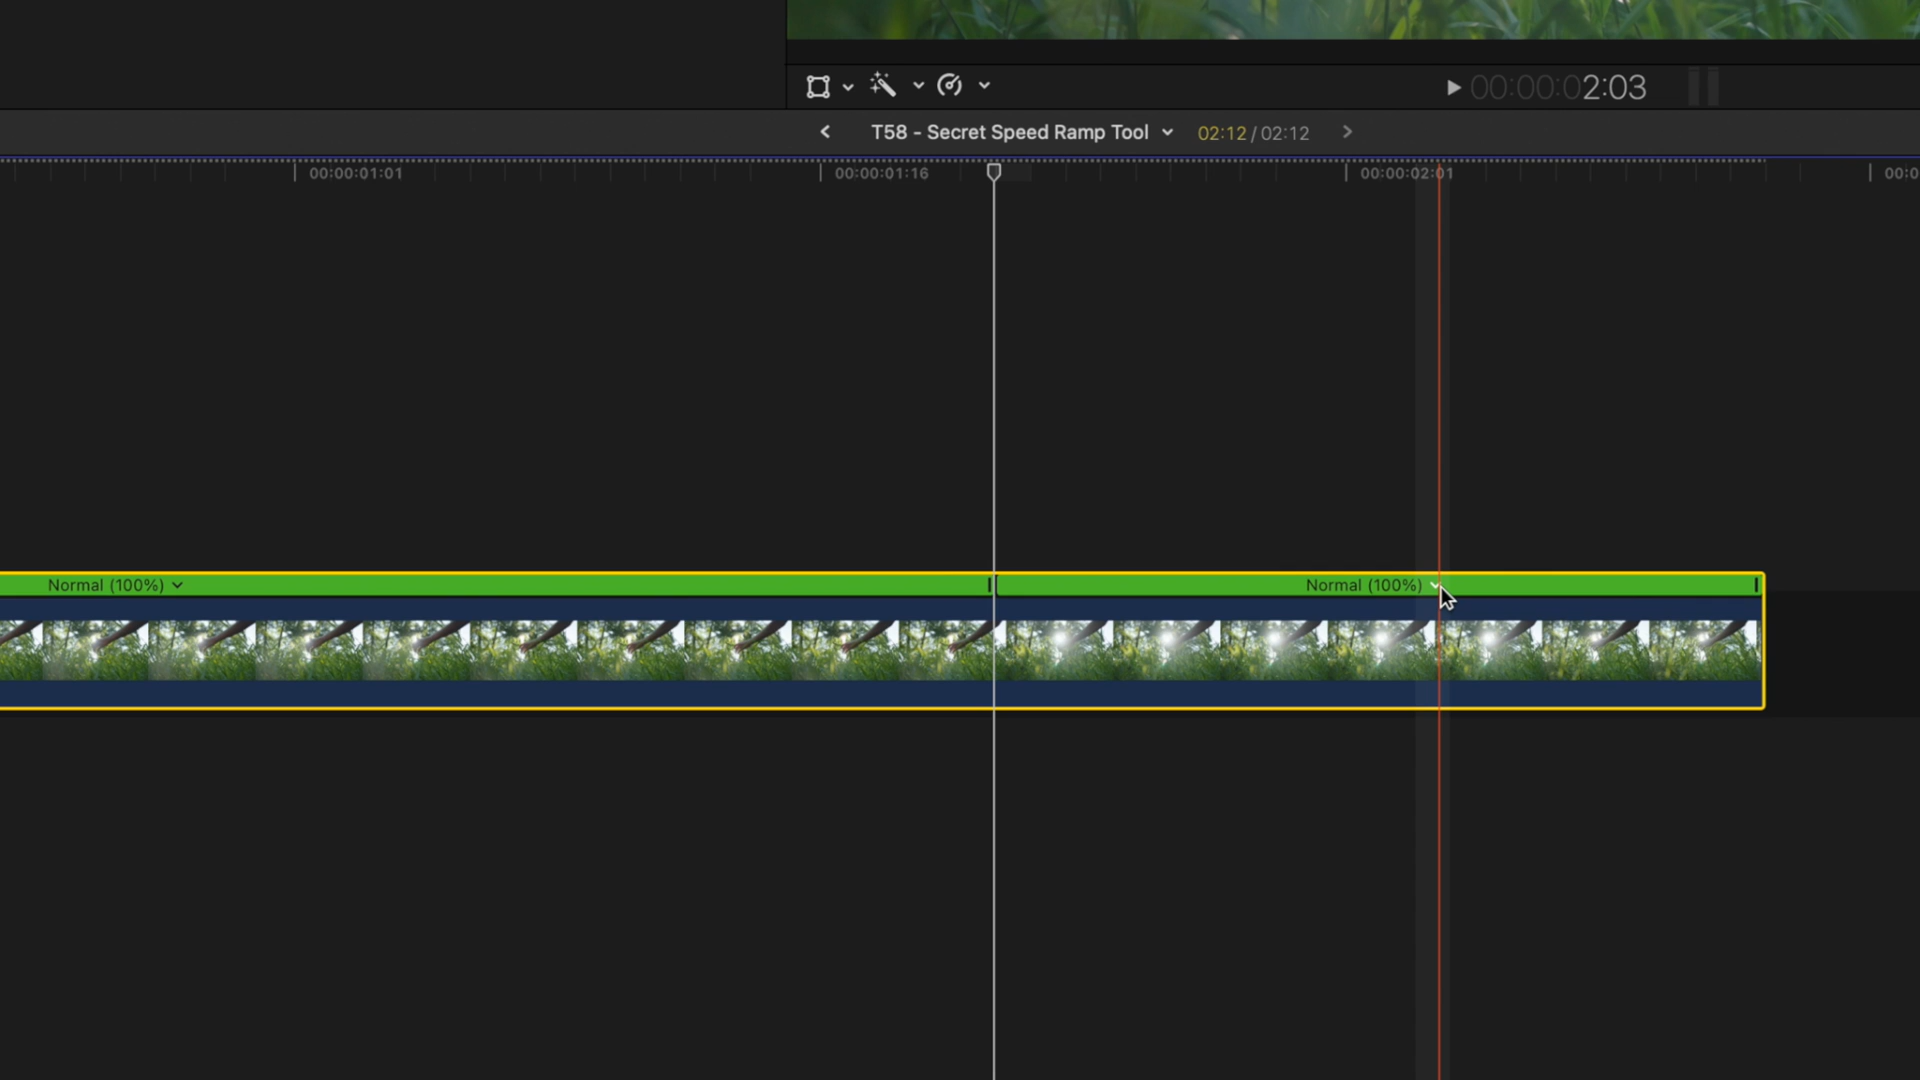 00:00:02:03
T58 - Secret Speed Ramp Tool 02:12 / 02:12
00:00:01:01 00:00:01:16 00:00:02:01 00:0
Normal (100%) Normal (100%)